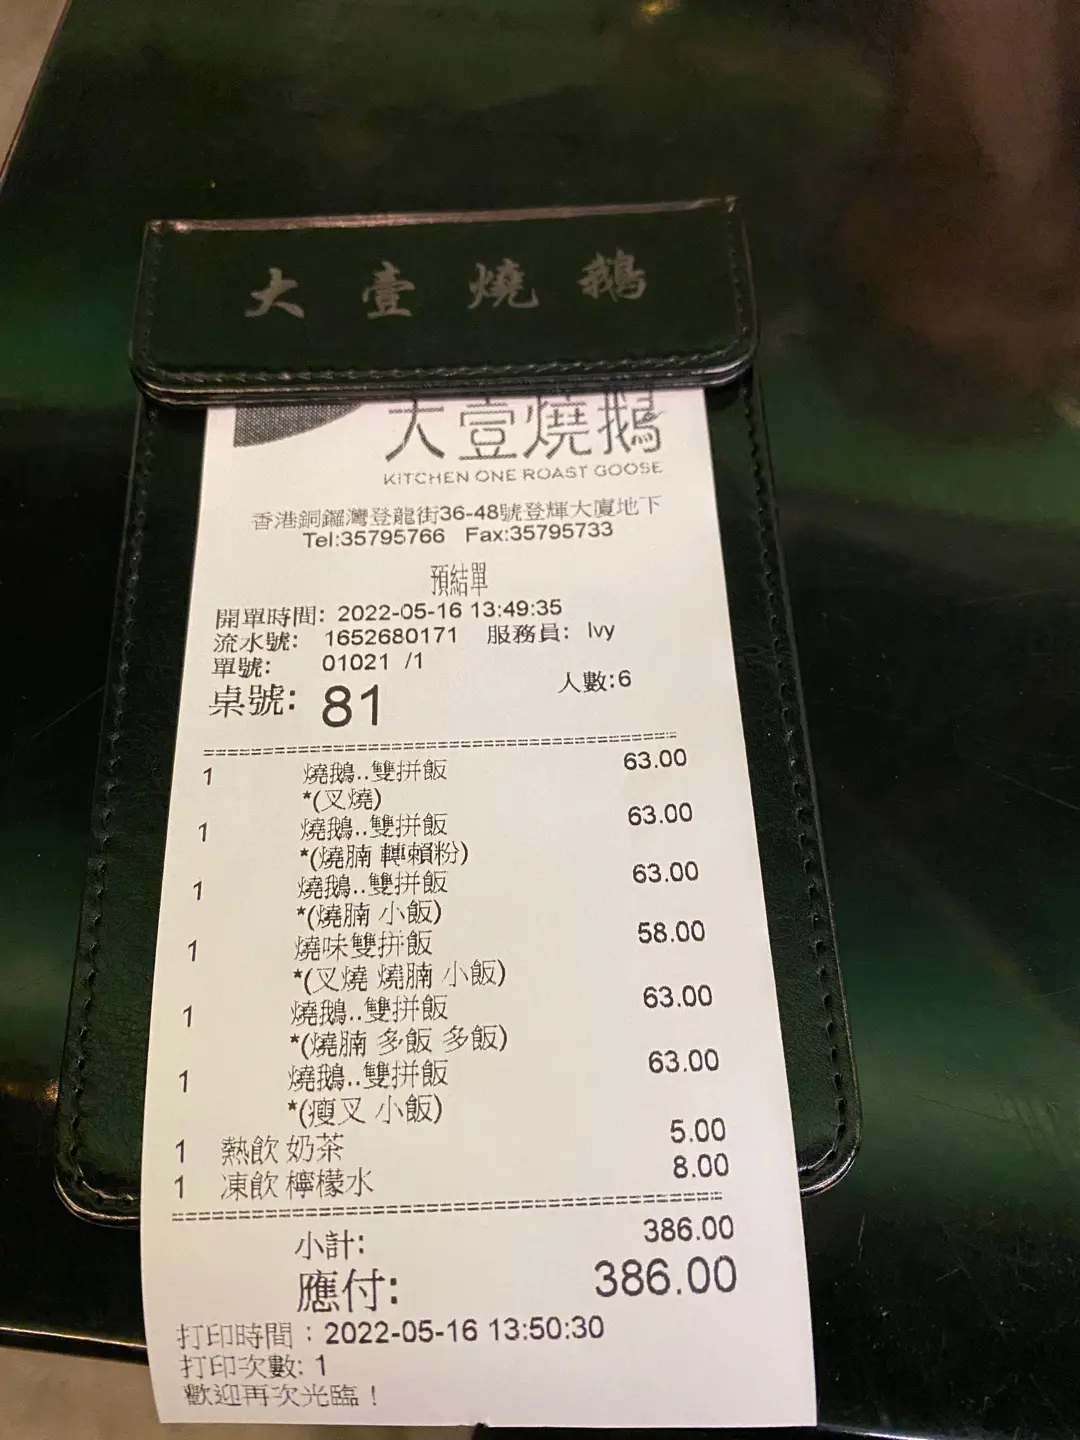 大壹燒鵝
大壹燒鵝
KITCHEN ONE ROAST GOOSE
香港銅鑼灣登龍街36-48號登輝大廈地下
Tel:35795766 Fax:35795733
預結單
開單時間: 2022-05-16 13:49:35
流水號: 1652680171 服務員: Ivy
單號: 01021 /1
桌號: 81 人數:6
1 燒鵝..雙拼飯 63.00
*(叉燒)
1 燒鵝..雙拼飯 63.00
*(燒腩 轉賴粉)
1 燒鵝..雙拼飯 63.00
*(燒腩 小飯)
1 燒味雙拼飯 58.00
*(叉燒 燒腩 小飯)
1 燒鵝..雙拼飯 63.00
*(燒腩 多飯 多飯)
1 燒鵝..雙拼飯 63.00
*(瘦叉 小飯)
1 熱飲 奶茶 5.00
1 凍飲 檸檬水 8.00
小計: 386.00
應付: 386.00
打印時間：2022-05-16 13:50:30
打印次數: 1
歡迎再次光臨！